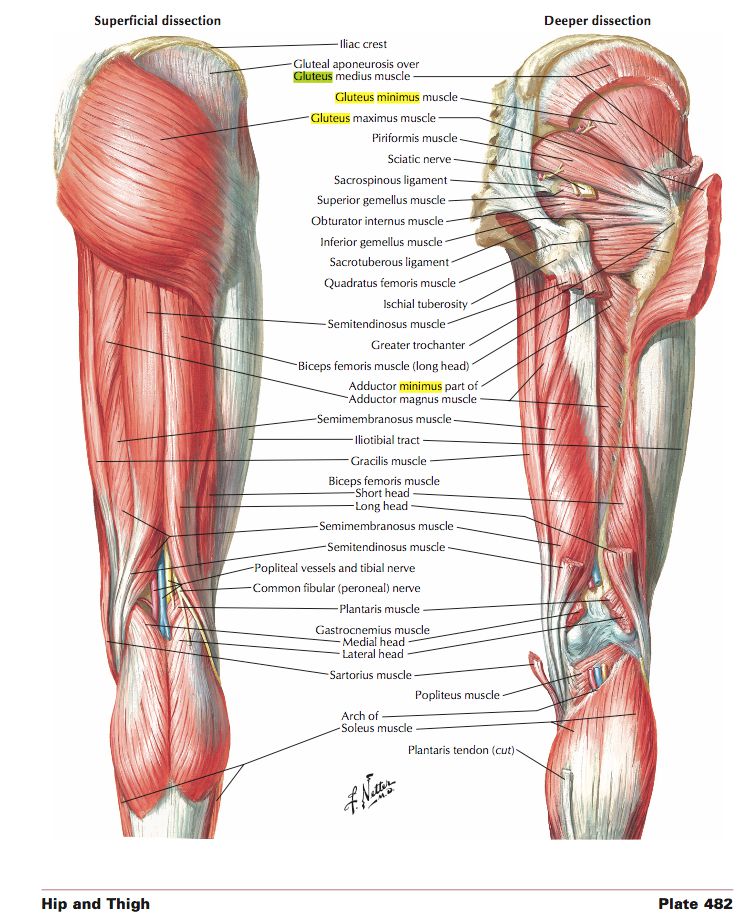 Superficial dissection
Deeper dissection
Iliac crest
Gluteal aponeurosis over
Gluteus medius muscle
Gluteus minimus muscle
Gluteus maximus muscle
Piriformis muscle
Sciatic nerve
Sacrospinous ligament
Superior gemellus muscle
Obturator internus muscle
Inferior gemellus muscle
Sacrotuberous ligament
Quadratus femoris muscle
Ischial tuberosity
Semitendinosus muscle
Greater trochanter
Biceps femoris muscle (long head)
Adductor minimus part of
Adductor magnus muscle
Semimembranosus muscle
Iliotibial tract
Gracilis muscle
Biceps femoris muscle
Short head
Long head
Semimembranosus muscle
Semitendinosus muscle
Popliteal vessels and tibial nerve
Common fibular (peroneal) nerve
Plantaris muscle
Gastrocnemius muscle
Medial head
Lateral head
Sartorius muscle
Popliteus muscle
Arch of
Soleus muscle
Plantaris tendon (cut)
F. Netter
M.D.
Hip and Thigh
Plate 482